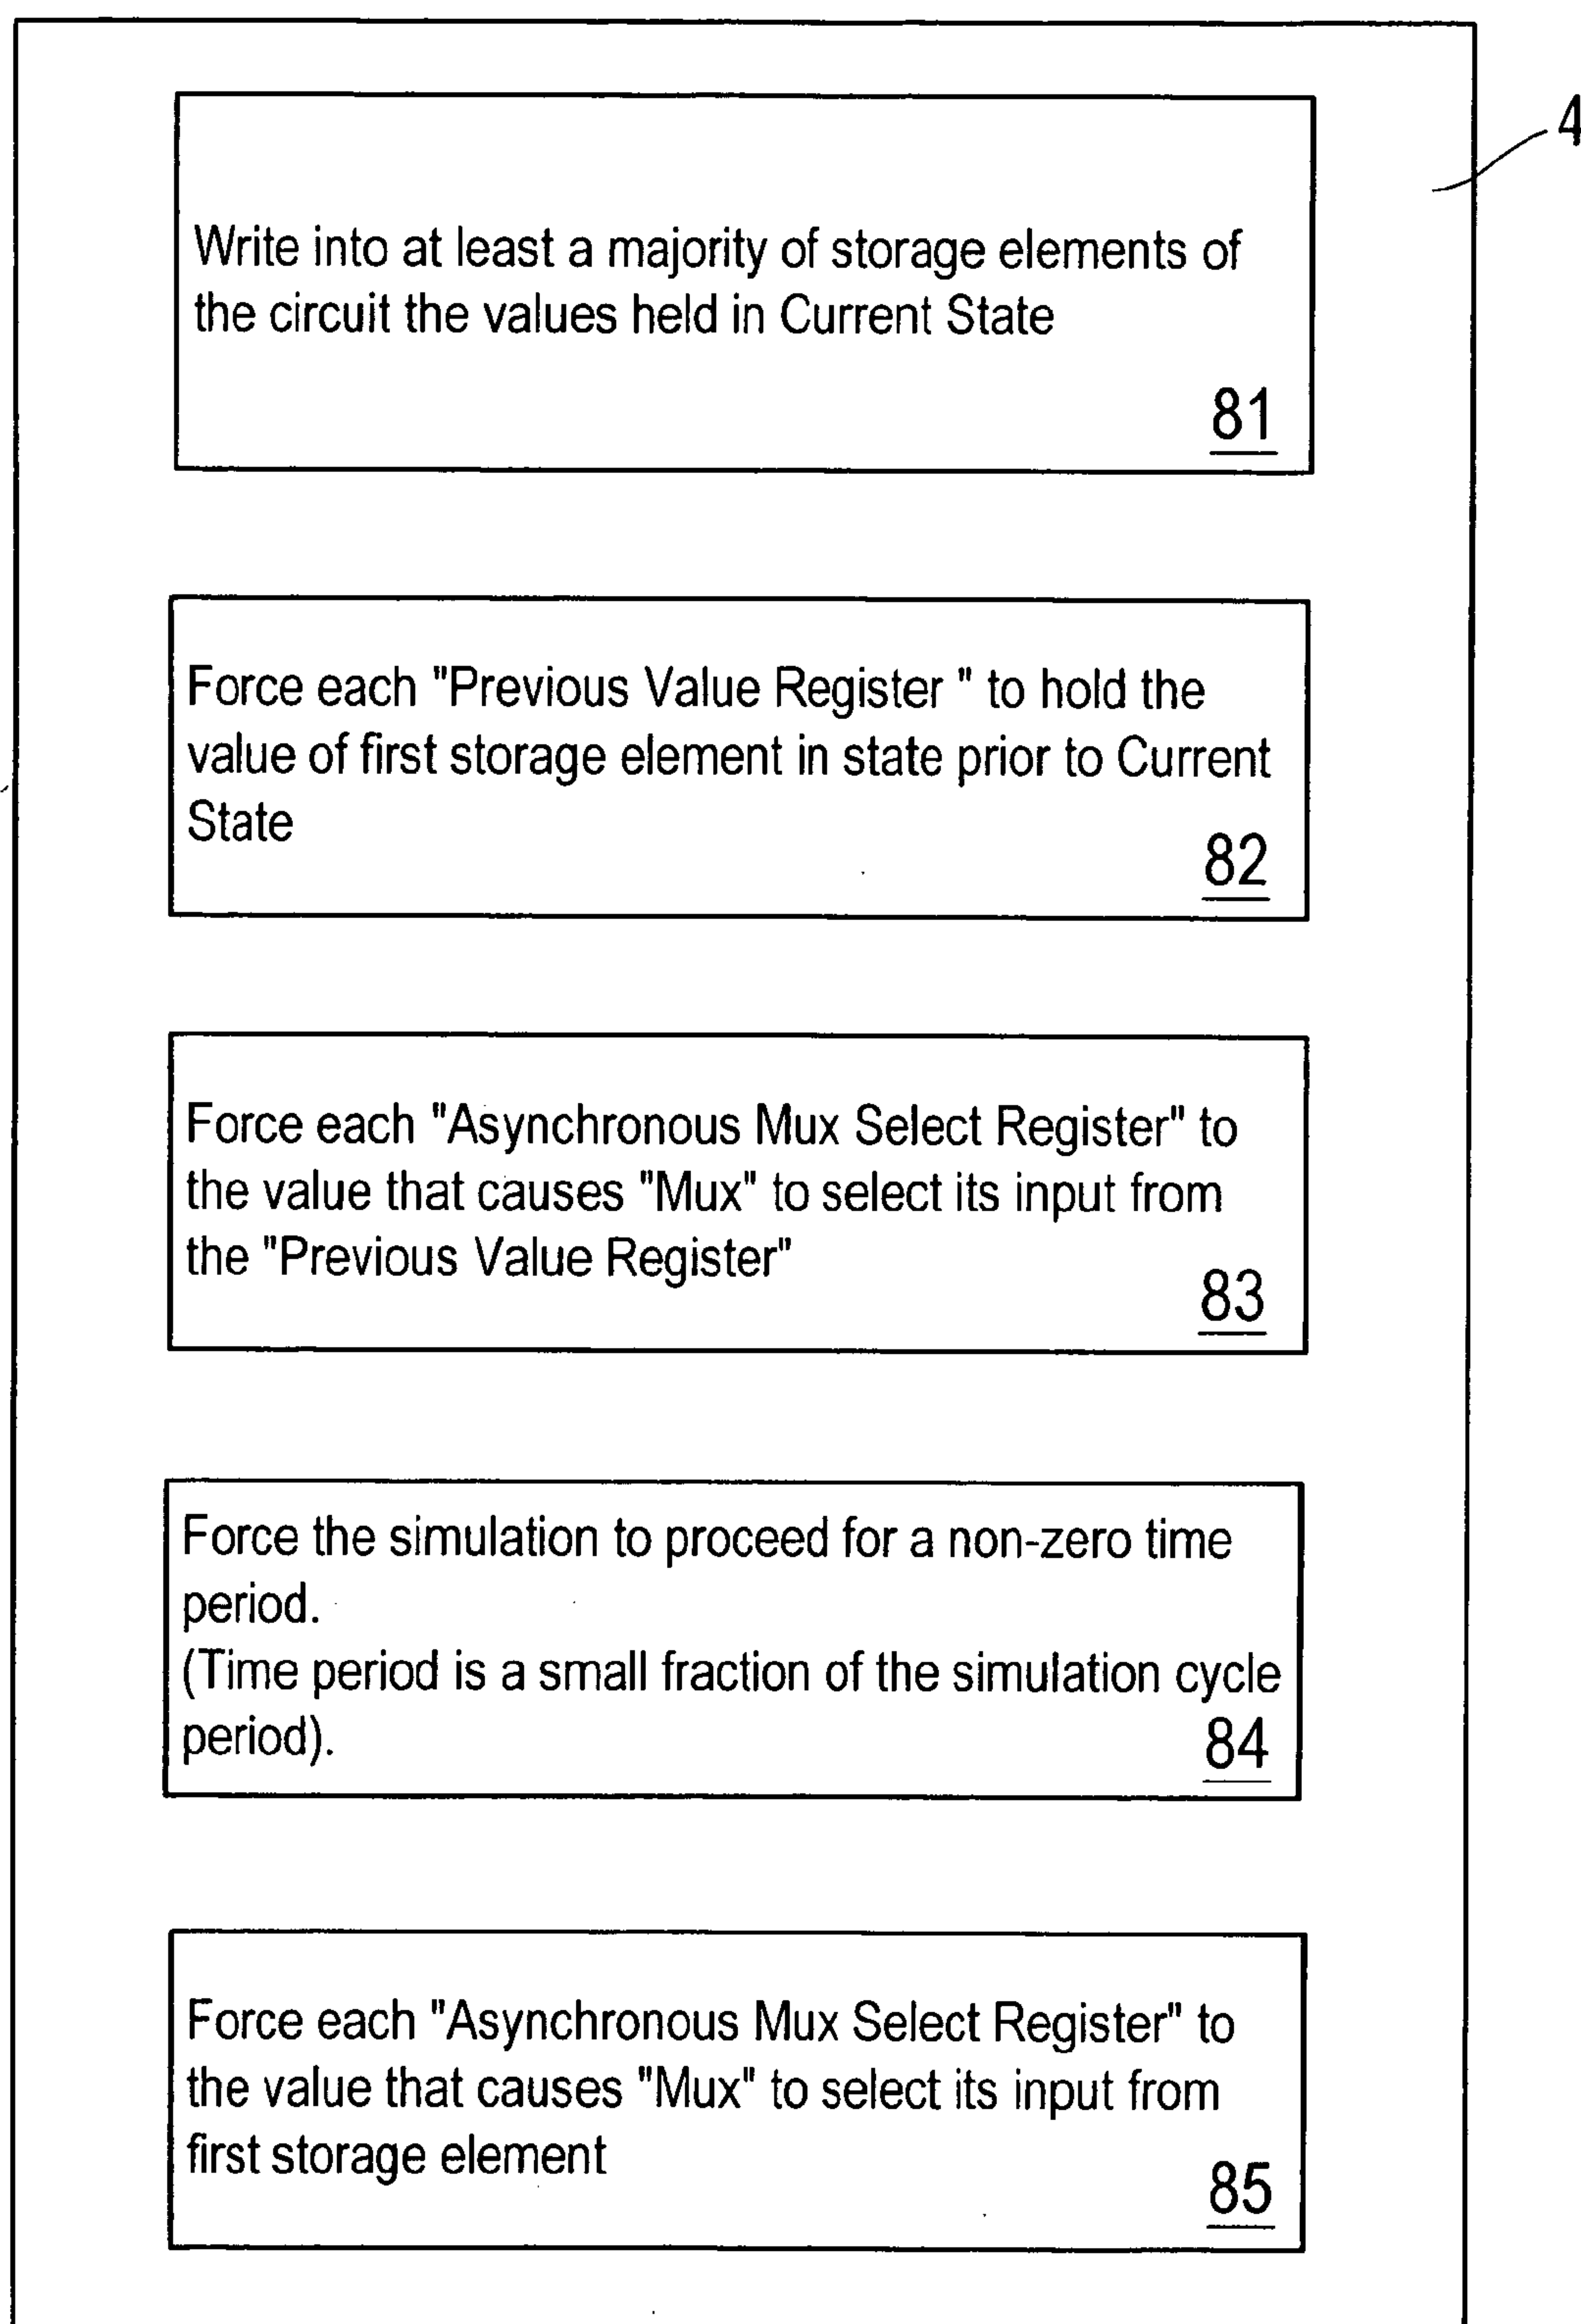 4
Write into at least a majority of storage elements of
the circuit the values held in Current State
81
Force each "Previous Value Register " to hold the
value of first storage element in state prior to Current
State
82
Force each "Asynchronous Mux Select Register" to
the value that causes "Mux" to select its input from
the "Previous Value Register"
83
Force the simulation to proceed for a non-zero time
period.
(Time period is a small fraction of the simulation cycle
period).
84
Force each "Asynchronous Mux Select Register" to
the value that causes "Mux" to select its input from
first storage element
85